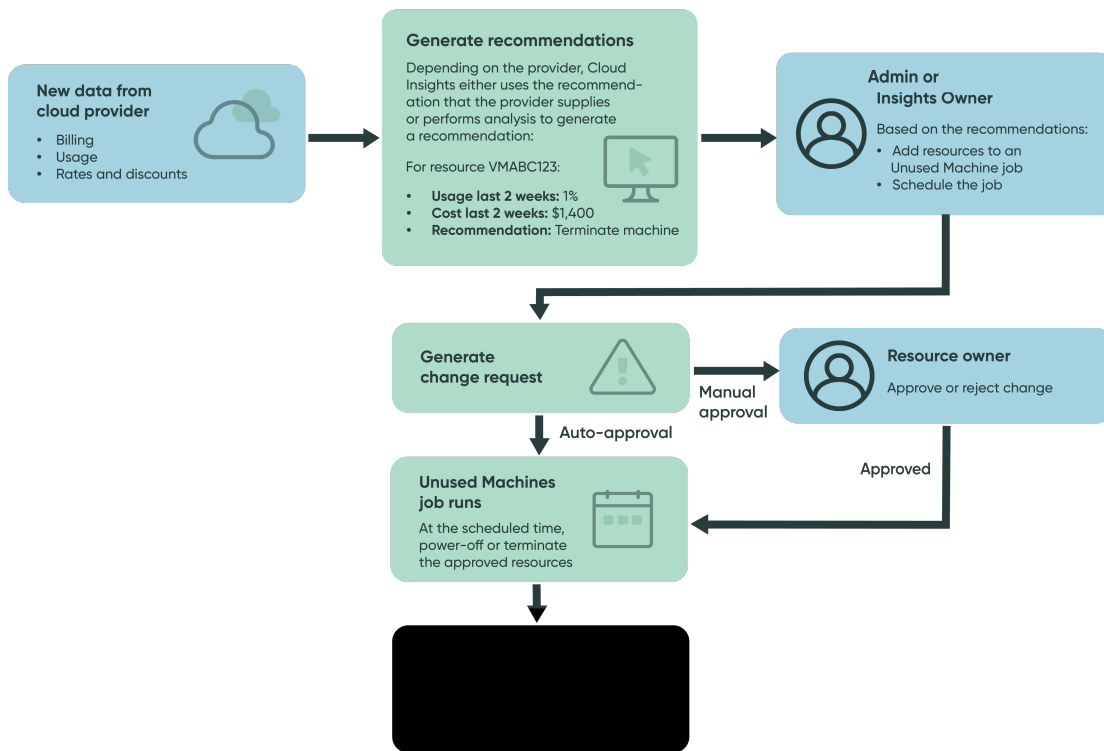 New data from
cloud provider
• Billing
• Usage
• Rates and discounts
Generate recommendations
Depending on the provider, Cloud
Insights either uses the recommend-
ation that the provider supplies
or performs analysis to generate
a recommendation:
For resource VMABC123:
• Usage last 2 weeks: 1%
• Cost last 2 weeks: $1,400
• Recommendation: Terminate machine
Admin or
Insights Owner
Based on the recommendations:
• Add resources to an
Unused Machine job
• Schedule the job
Generate
change request
Manual
approval
Resource owner
Approve or reject change
Auto-approval
Approved
Unused Machines
job runs
At the scheduled time,
power-off or terminate
the approved resources